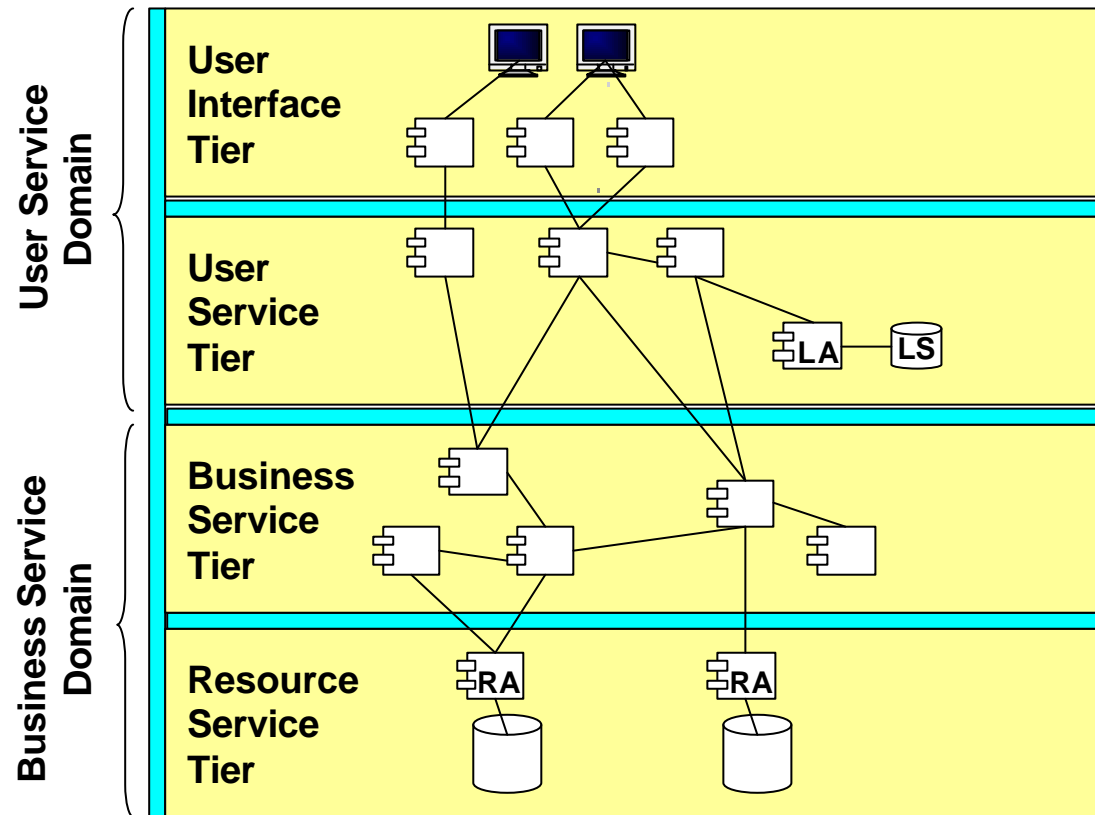 User Service
Domain
User
Interface
Tier
User
Service
Tier
LA
LS
Business Service
Domain
Business
Service
Tier
Resource
Service
Tier
RA
RA